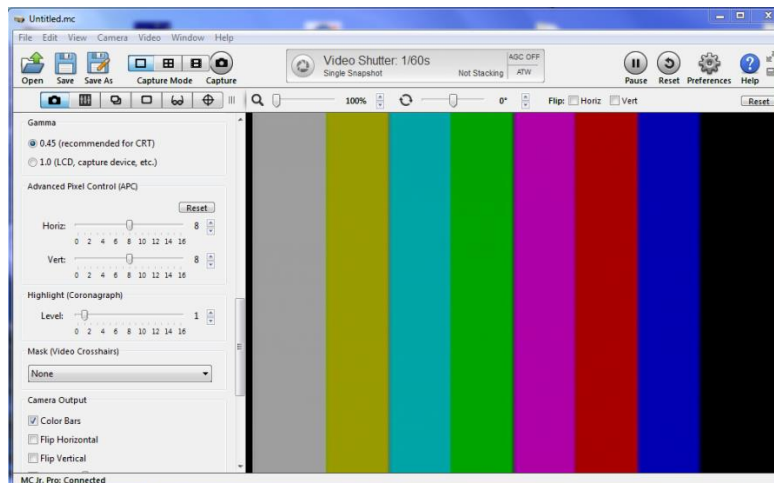 Untitled.mc
File Edit View Camera Video Window Help
Open Save Save As Capture Mode Capture
Video Shutter: 1/60s
Single Snapshot Not Stacking
AGC OFF
ATW
Pause Reset Preferences Help
100% 0° Flip: Horiz Vert Reset
Gamma
0.45 (recommended for CRT)
1.0 (LCD, capture device, etc.)
Advanced Pixel Control (APC)
Reset
Horiz: 8
0 2 4 6 8 10 12 14 16
Vert: 8
0 2 4 6 8 10 12 14 16
Highlight (Coronagraph)
Level: 1
0 2 4 6 8 10 12 14 16
Mask (Video Crosshairs)
None
Camera Output
Color Bars
Flip Horizontal
Flip Vertical
MC Jr. Pro: Connected